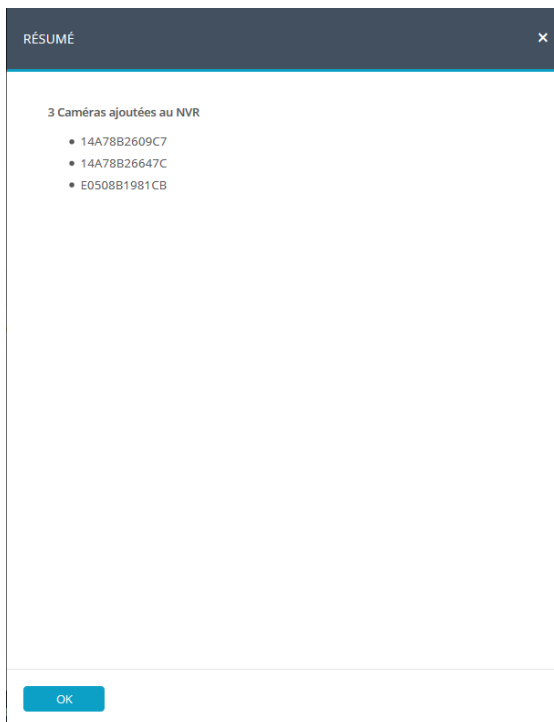 RÉSUMÉ ×
3 Caméras ajoutées au NVR
• 14A78B2609C7
• 14A78B26647C
• E0508B1981CB
OK